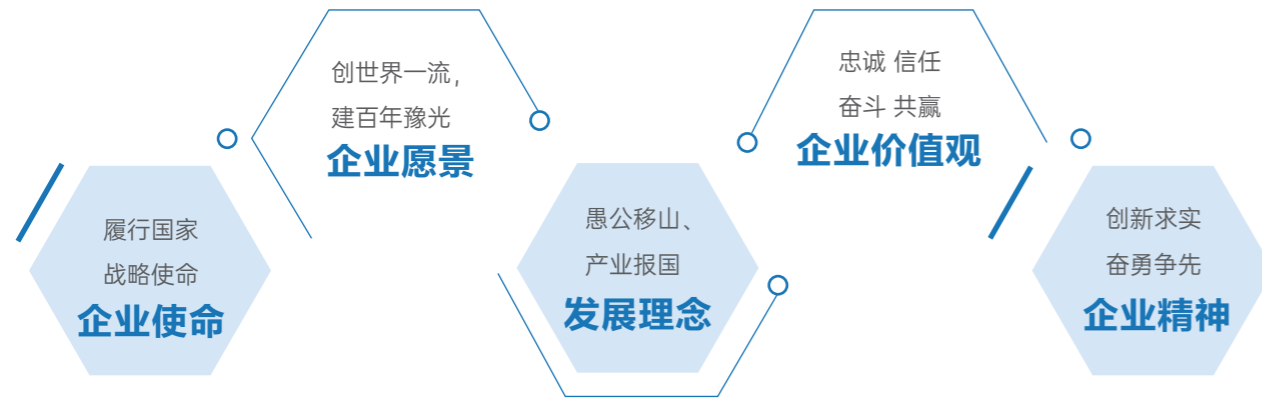 履行国家
战略使命
企业使命
创世界一流，
建百年豫光
企业愿景
愚公移山、
产业报国
发展理念
忠诚 信任
奋斗 共赢
企业价值观
创新求实
奋勇争先
企业精神